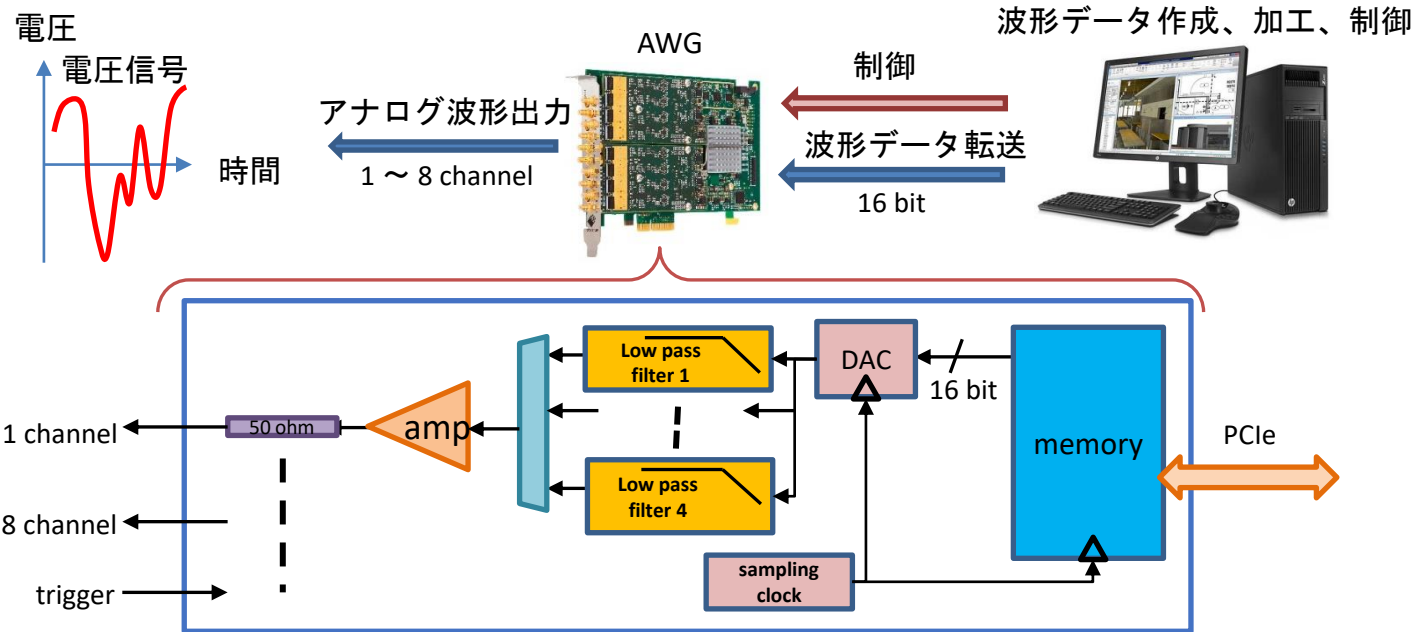 電圧
電圧信号
時間
アナログ波形出力
1 ～ 8 channel
AWG
制御
波形データ転送
16 bit
波形データ作成、加工、制御
Low pass
filter 1
DAC
16 bit
memory
PCIe
1 channel
50 ohm
amp
Low pass
filter 4
8 channel
trigger
sampling
clock